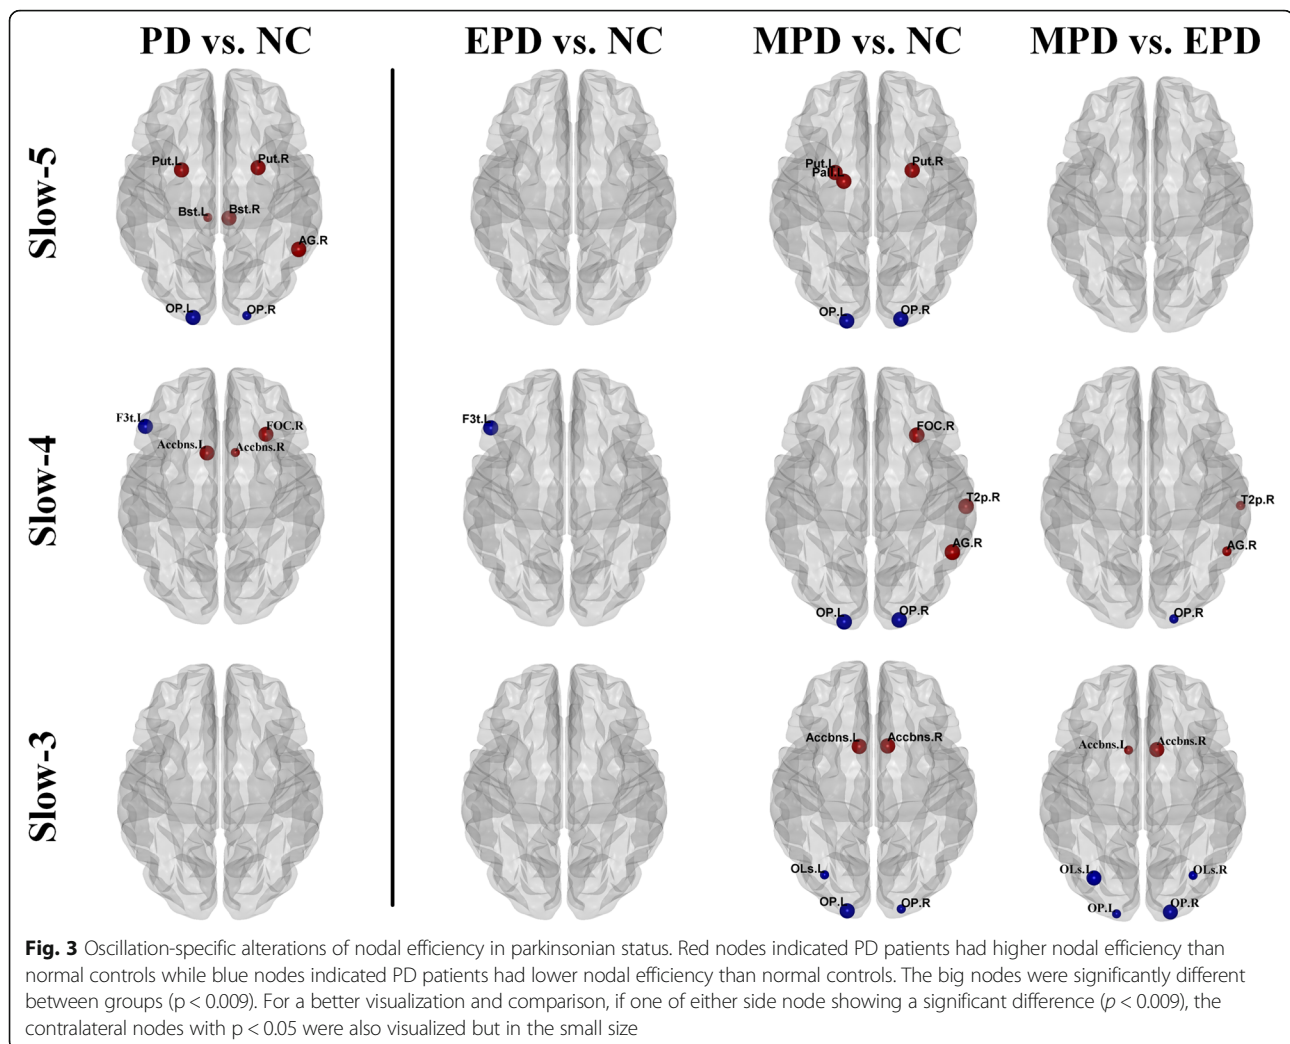 PD vs. NC
EPD vs. NC
MPD vs. NC
MPD vs. EPD
Slow-5
Put.L
Put.R
Bst.L
Bst.R
AG.R
OP.L
OP.R
Put.L
Pall.L
Put.R
OP.L
OP.R
Slow-4
F3t.L
FOC.R
Accbns.L
Accbns.R
F3t.L
FOC.R
T2p.R
AG.R
OP.L
OP.R
T2p.R
AG.R
OP.R
Slow-3
Accbns.L
Accbns.R
OLs.L
OP.L
OP.R
Accbns.L
Accbns.R
OLs.L
OLs.R
OP.L
OP.R
Fig. 3 Oscillation-specific alterations of nodal efficiency in parkinsonian status. Red nodes indicated PD patients had higher nodal efficiency than
normal controls while blue nodes indicated PD patients had lower nodal efficiency than normal controls. The big nodes were significantly different
between groups (p < 0.009). For a better visualization and comparison, if one of either side node showing a significant difference (p < 0.009), the
contralateral nodes with p < 0.05 were also visualized but in the small size